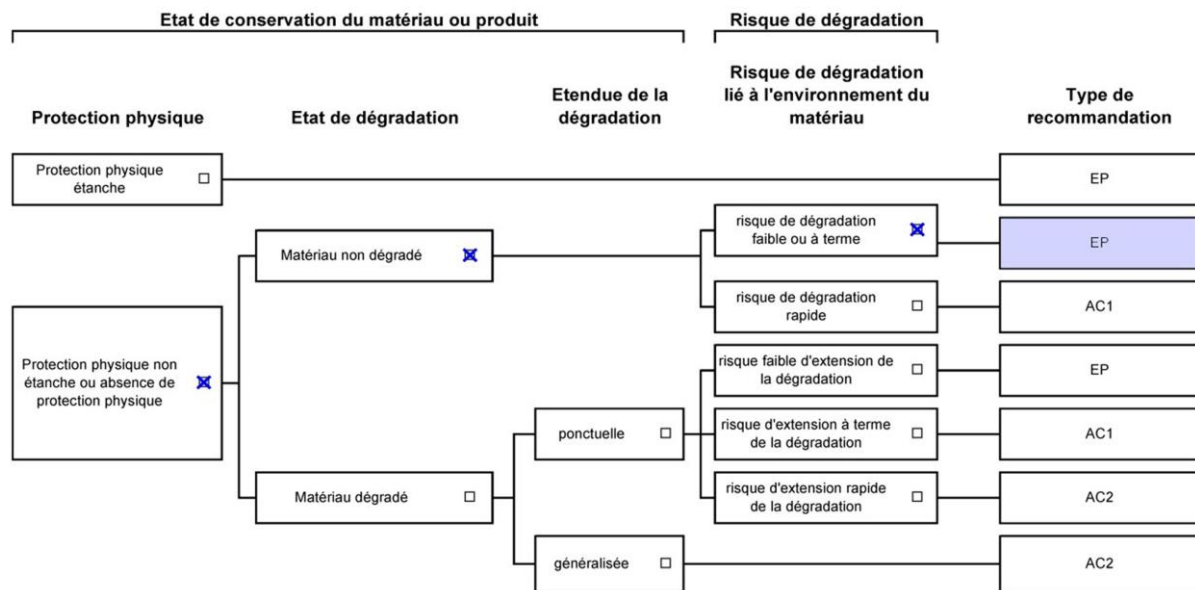 Etat de conservation du matériau ou produit
Risque de dégradation
Protection physique
Etat de dégradation
Etendue de la
dégradation
Risque de dégradation
lié à l'environnement du
matériau
Type de
recommandation
Protection physique
étanche
EP
Protection physique non
étanche ou absence de
protection physique
Matériau non dégradé
risque de dégradation
faible ou à terme
EP
risque de dégradation
rapide
AC1
Matériau dégradé
ponctuelle
risque faible d'extension de
la dégradation
EP
risque d'extension à terme
de la dégradation
AC1
risque d'extension rapide
de la dégradation
AC2
généralisée
AC2